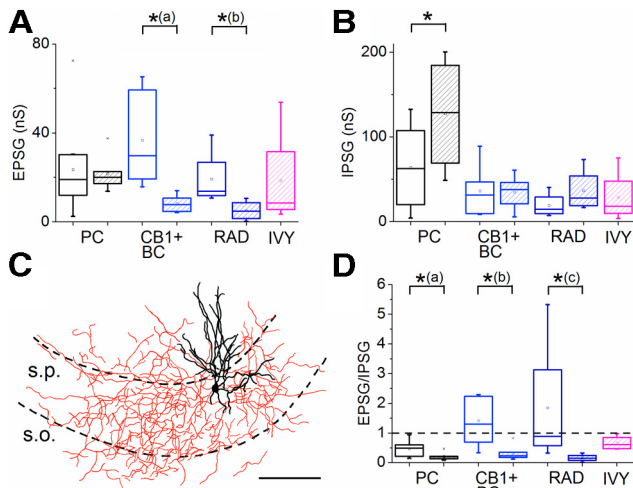 A
*(a)
*(b)
80
40
0
EPSG (nS)
PC
CB1+
BC
RAD
IVY
B
*
200
100
0
IPSG (nS)
PC
CB1+
BC
RAD
IVY
C
s.p.
s.o.
D
*(a)
*(b)
*(c)
6
5
4
3
2
1
0
EPSG/IPSG
PC
CB1+
RAD
IVY